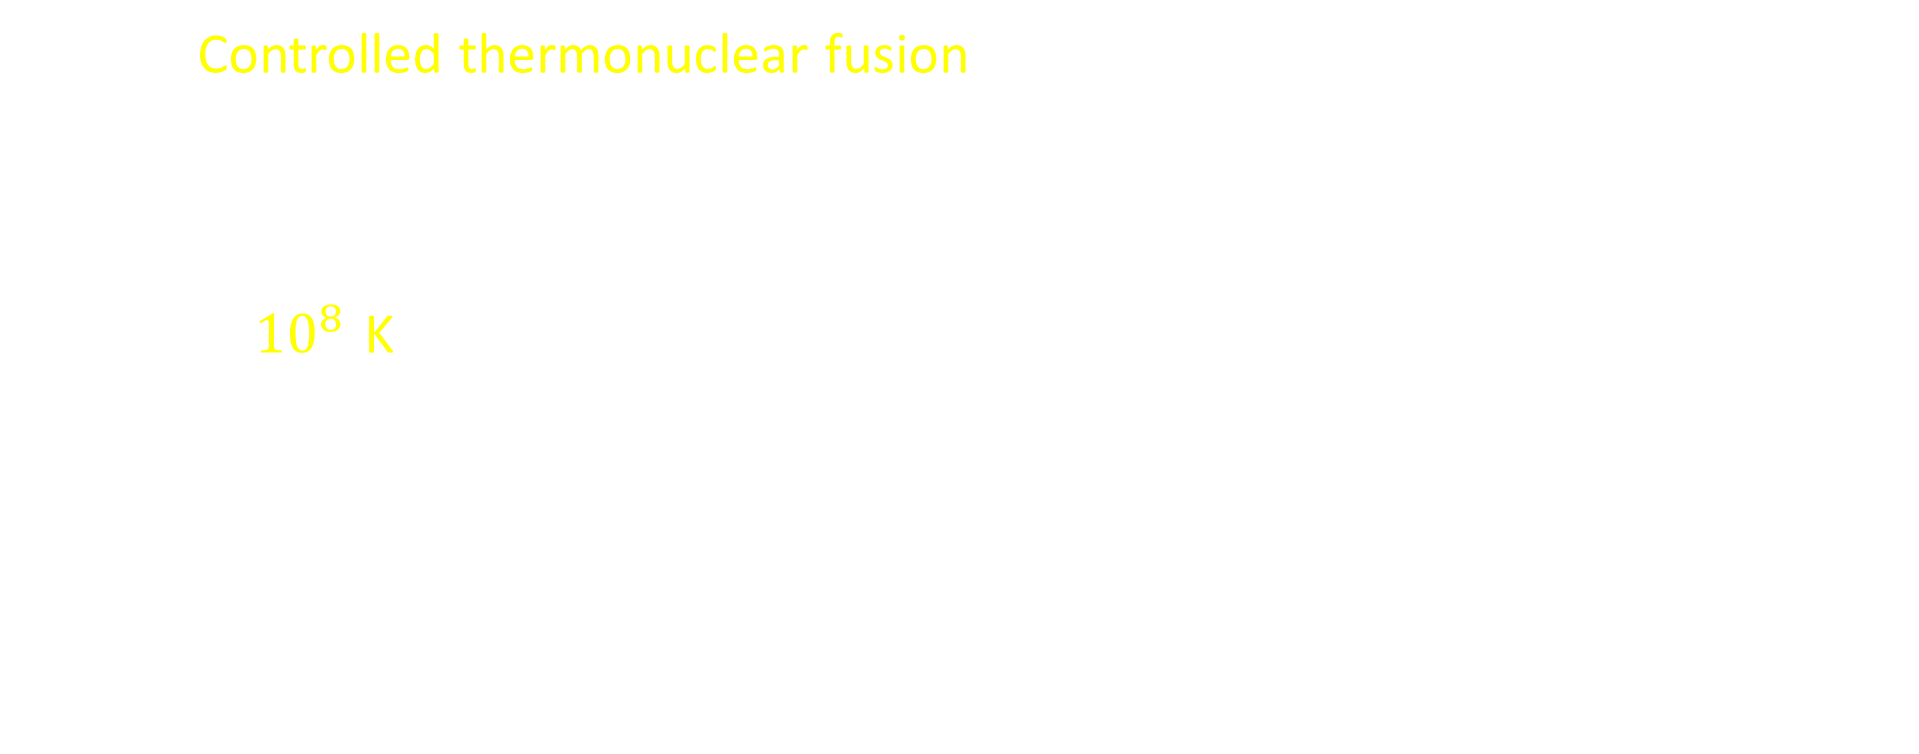 Controlled thermonuclear fusion
10⁸ K